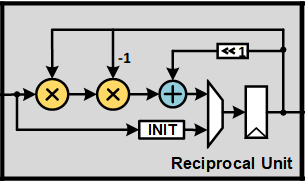 -1
<< 1
INIT
Reciprocal Unit